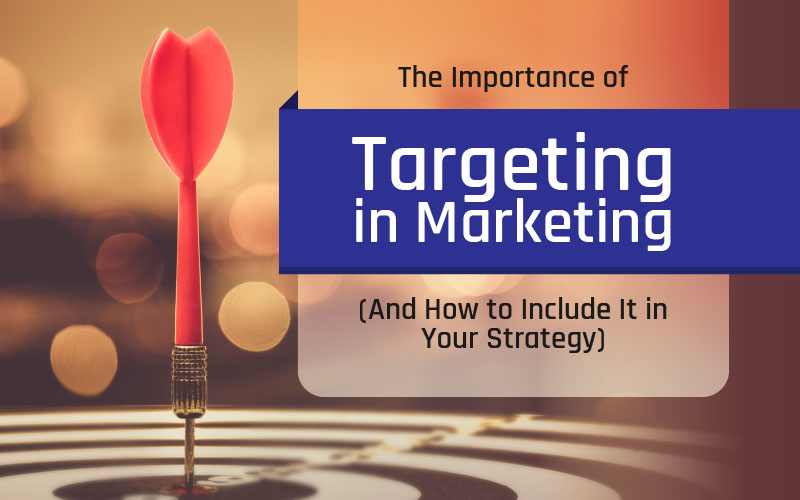 The Importance of
Targeting
in Marketing
(And How to Include It in
Your Strategy)